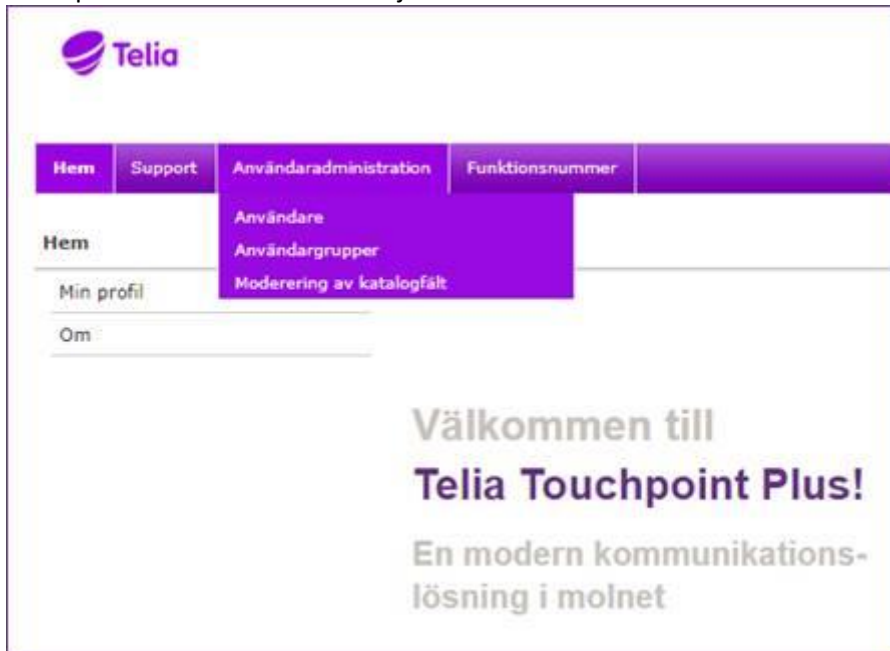 Telia
Hem Support Användaradministration Funktionsnummer
Användare
Hem
Användargrupper
Moderering av katalogfält
Min profil
Om
Välkommen till
Telia Touchpoint Plus!
En modern kommunikations-
lösning i molnet